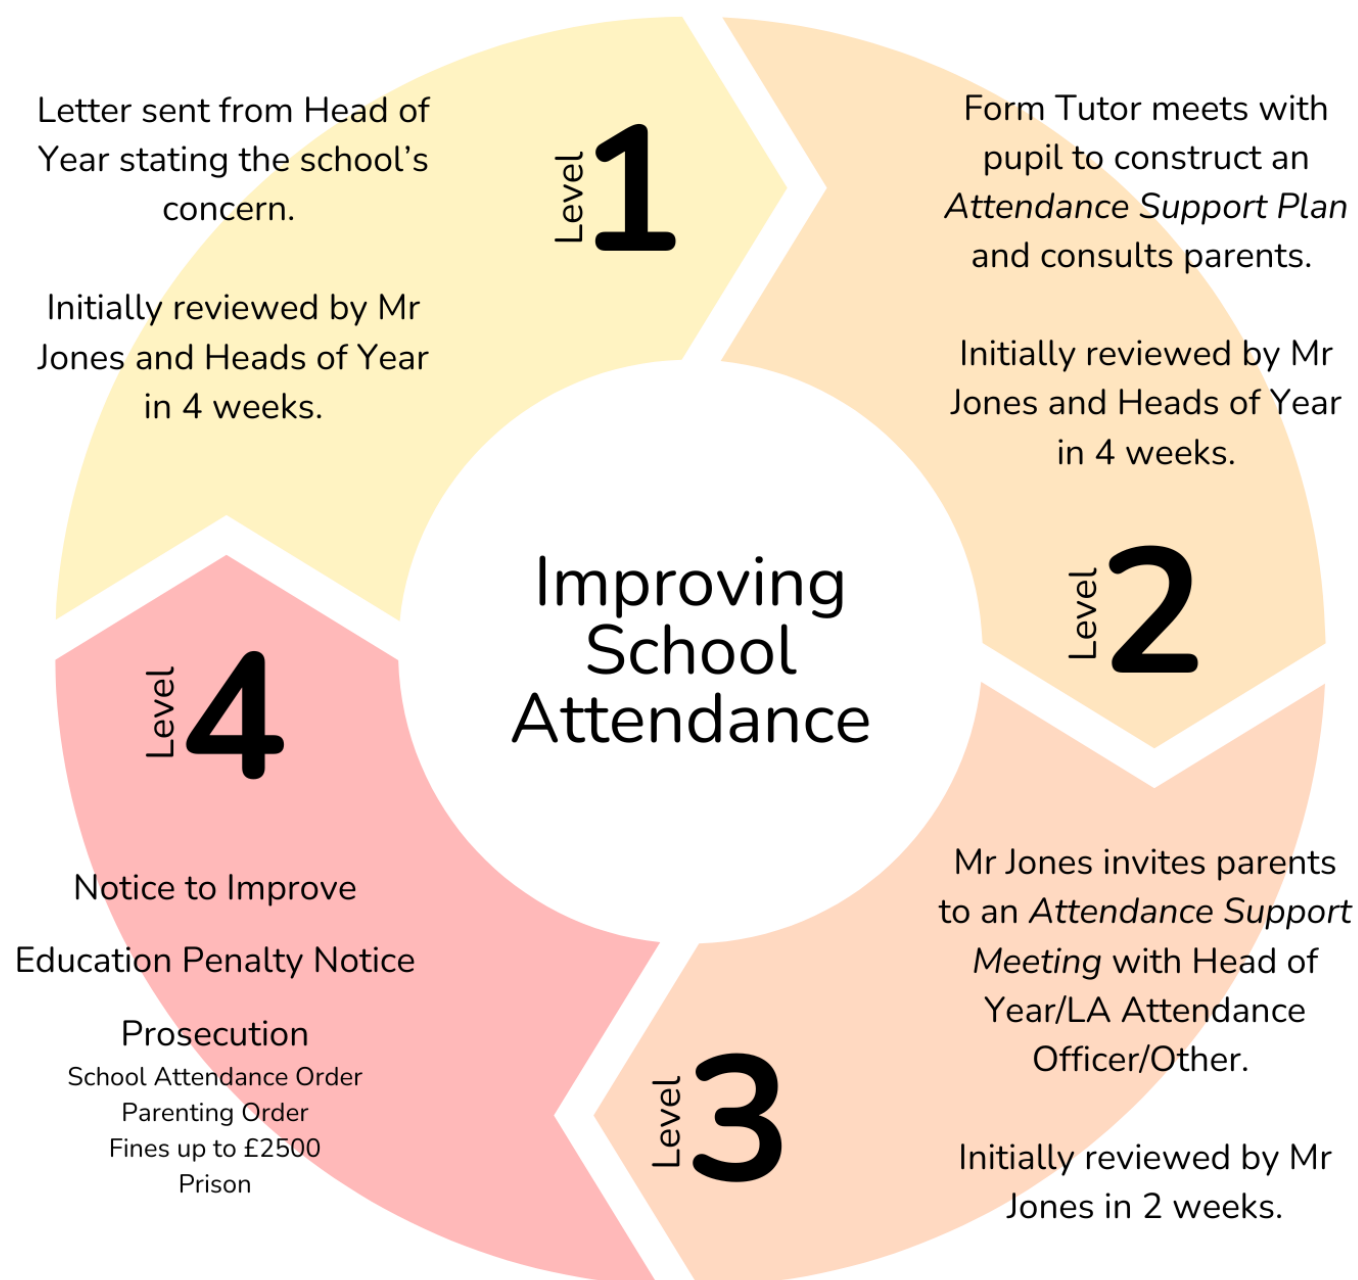 Letter sent from Head of
Year stating the school’s
concern.
Initially reviewed by Mr
Jones and Heads of Year
in 4 weeks.
Level 1
Form Tutor meets with
pupil to construct an
Attendance Support Plan
and consults parents.
Initially reviewed by Mr
Jones and Heads of Year
in 4 weeks.
Level 2
Improving
School
Attendance
Mr Jones invites parents
to an Attendance Support
Meeting with Head of
Year/LA Attendance
Officer/Other.
Initially reviewed by Mr
Jones in 2 weeks.
Level 3
Level 4
Notice to Improve
Education Penalty Notice
Prosecution
School Attendance Order
Parenting Order
Fines up to £2500
Prison